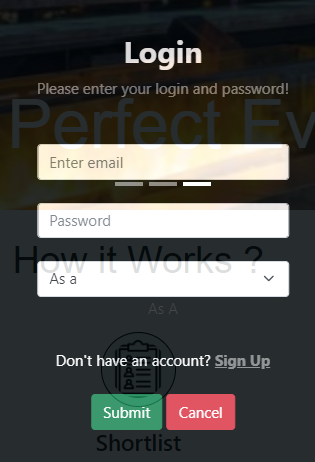 Login
Please enter your login and password!
Perfect Ev
Enter email
Password
How it Works ?
As a
As A
Don't have an account? Sign Up
Submit Cancel
Shortlist